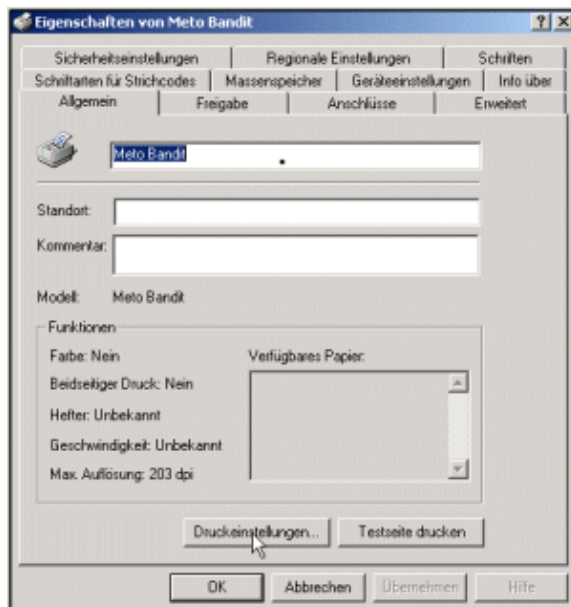 Eigenschaften von Meto Bandit
Sicherheitseinstellungen Regionale Einstellungen Schriften
Schriftarten für Strichcodes Massenspeicher Geräteeinstellungen Info über
Allgemein Freigabe Anschlüsse Erweitert
Meto Bandit
Standort:
Kommentar:
Modell: Meto Bandit
Funktionen
Farbe: Nein Verfügbares Papier:
Beidseitiger Druck: Nein
Hefter: Unbekannt
Geschwindigkeit: Unbekannt
Max. Auflösung: 203 dpi
Druckeinstellungen... Testseite drucken
OK Abbrechen Übernehmen Hilfe